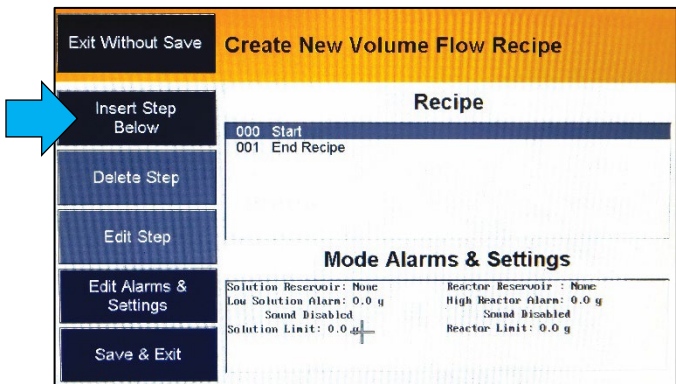 Exit Without Save
Create New Volume Flow Recipe
Insert Step
Below
Delete Step
Edit Step
Edit Alarms &
Settings
Save & Exit
Recipe
000 Start
001 End Recipe
Mode Alarms & Settings
Solution Reservoir: None
Low Solution Alarm: 0.0 g
Sound Disabled
Solution Limit: 0.0 g
Reactor Reservoir : None
High Reactor Alarm: 0.0 g
Sound Disabled
Reactor Limit: 0.0 g